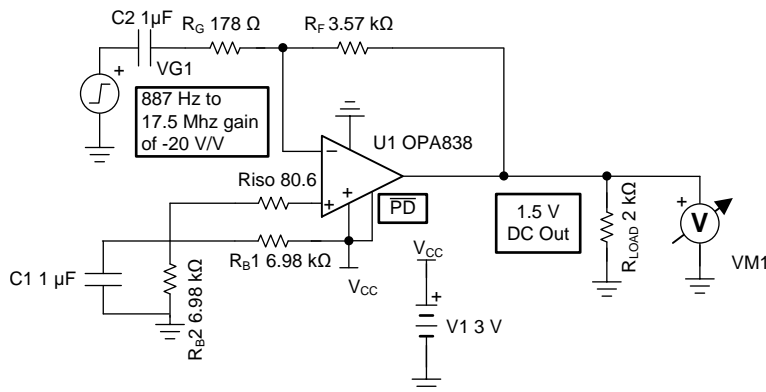 C2 1µF
R_G 178 Ω
R_F 3.57 kΩ
VG1
887 Hz to
17.5 Mhz gain
of -20 V/V
U1 OPA838
Riso 80.6
PD
1.5 V
DC Out
R_LOAD 2 kΩ
V
VM1
R_B1 6.98 kΩ
V_CC
V_CC
C1 1 µF
R_B2 6.98 kΩ
V1 3 V